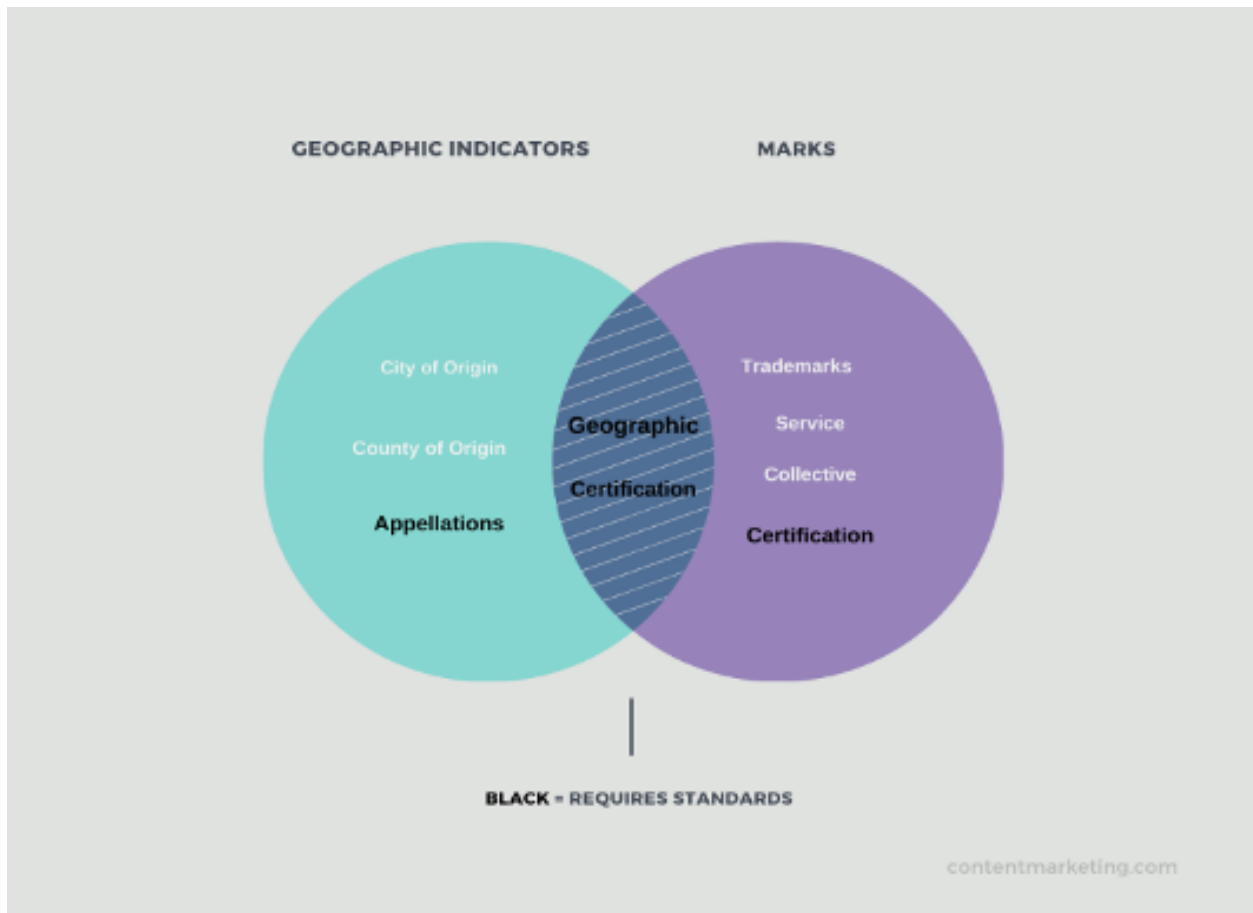 GEOGRAPHIC INDICATORS
MARKS
City of Origin
County of Origin
Appellations
Geographic
Certification
Trademarks
Service
Collective
Certification
BLACK = REQUIRES STANDARDS
contentmarketing.com